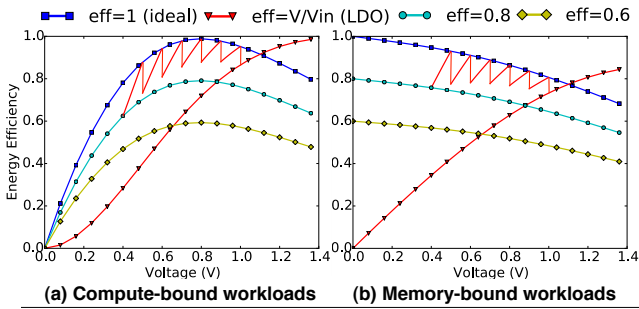 eff=1 (ideal) eff=V/Vin (LDO) eff=0.8 eff=0.6
Energy Efficiency
1.0
0.8
0.6
0.4
0.2
0.0
0.0 0.2 0.4 0.6 0.8 1.0 1.2 1.4
Voltage (V)
(a) Compute-bound workloads
1.0
0.8
0.6
0.4
0.2
0.0
0.0 0.2 0.4 0.6 0.8 1.0 1.2 1.4
Voltage (V)
(b) Memory-bound workloads